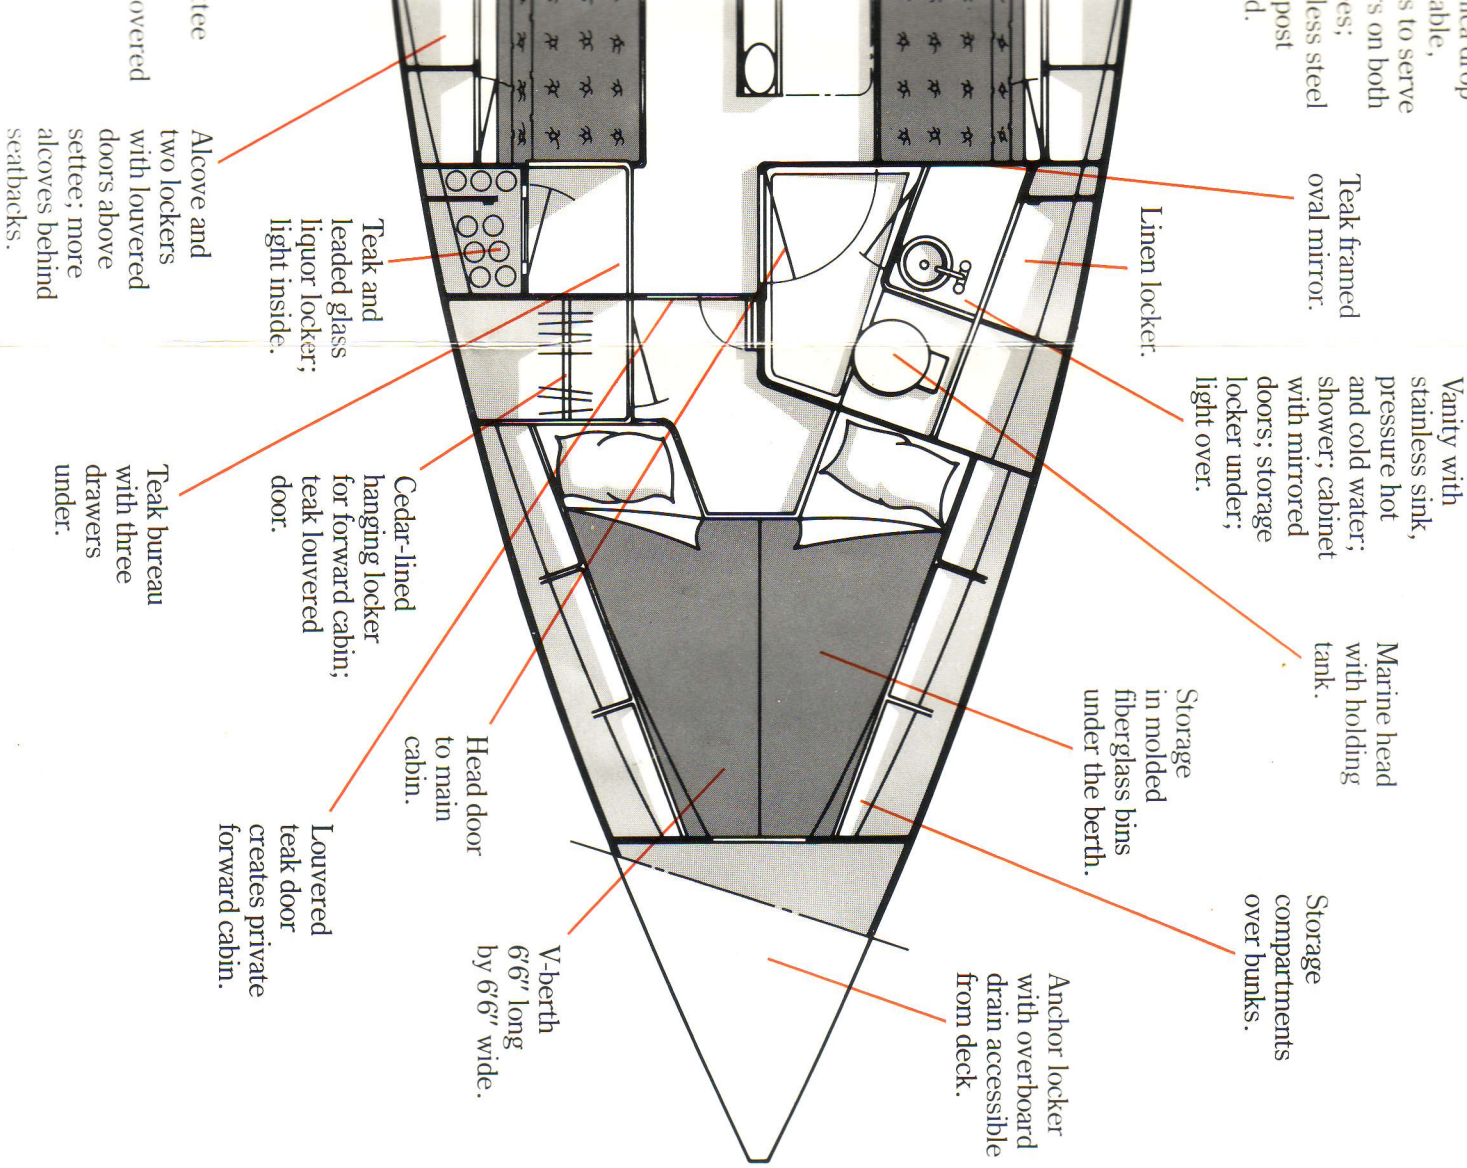 drop
to serve
on both
less steel
post
Teak framed
oval mirror.
Linen locker.
Vanity with
stainless sink,
pressure hot
and cold water;
shower; cabinet
with mirrored
doors; storage
locker under;
light over.
Marine head
with holding
tank.
Storage
in molded
fiberglass bins
under the berth.
Storage
compartments
over bunks.
Anchor locker
with overboard
drain accessible
from deck.
Alcove and
two lockers
with louvered
doors above
settee; more
alcoves behind
seatbacks.
Teak and
leaded glass
liquor locker;
light inside.
Teak bureau
with three
drawers
under.
Cedar-lined
hanging locker
for forward cabin;
teak louvered
door.
Head door
to main
cabin.
Louvered
teak door
creates private
forward cabin.
V-berth
6'6" long
by 6'6" wide.